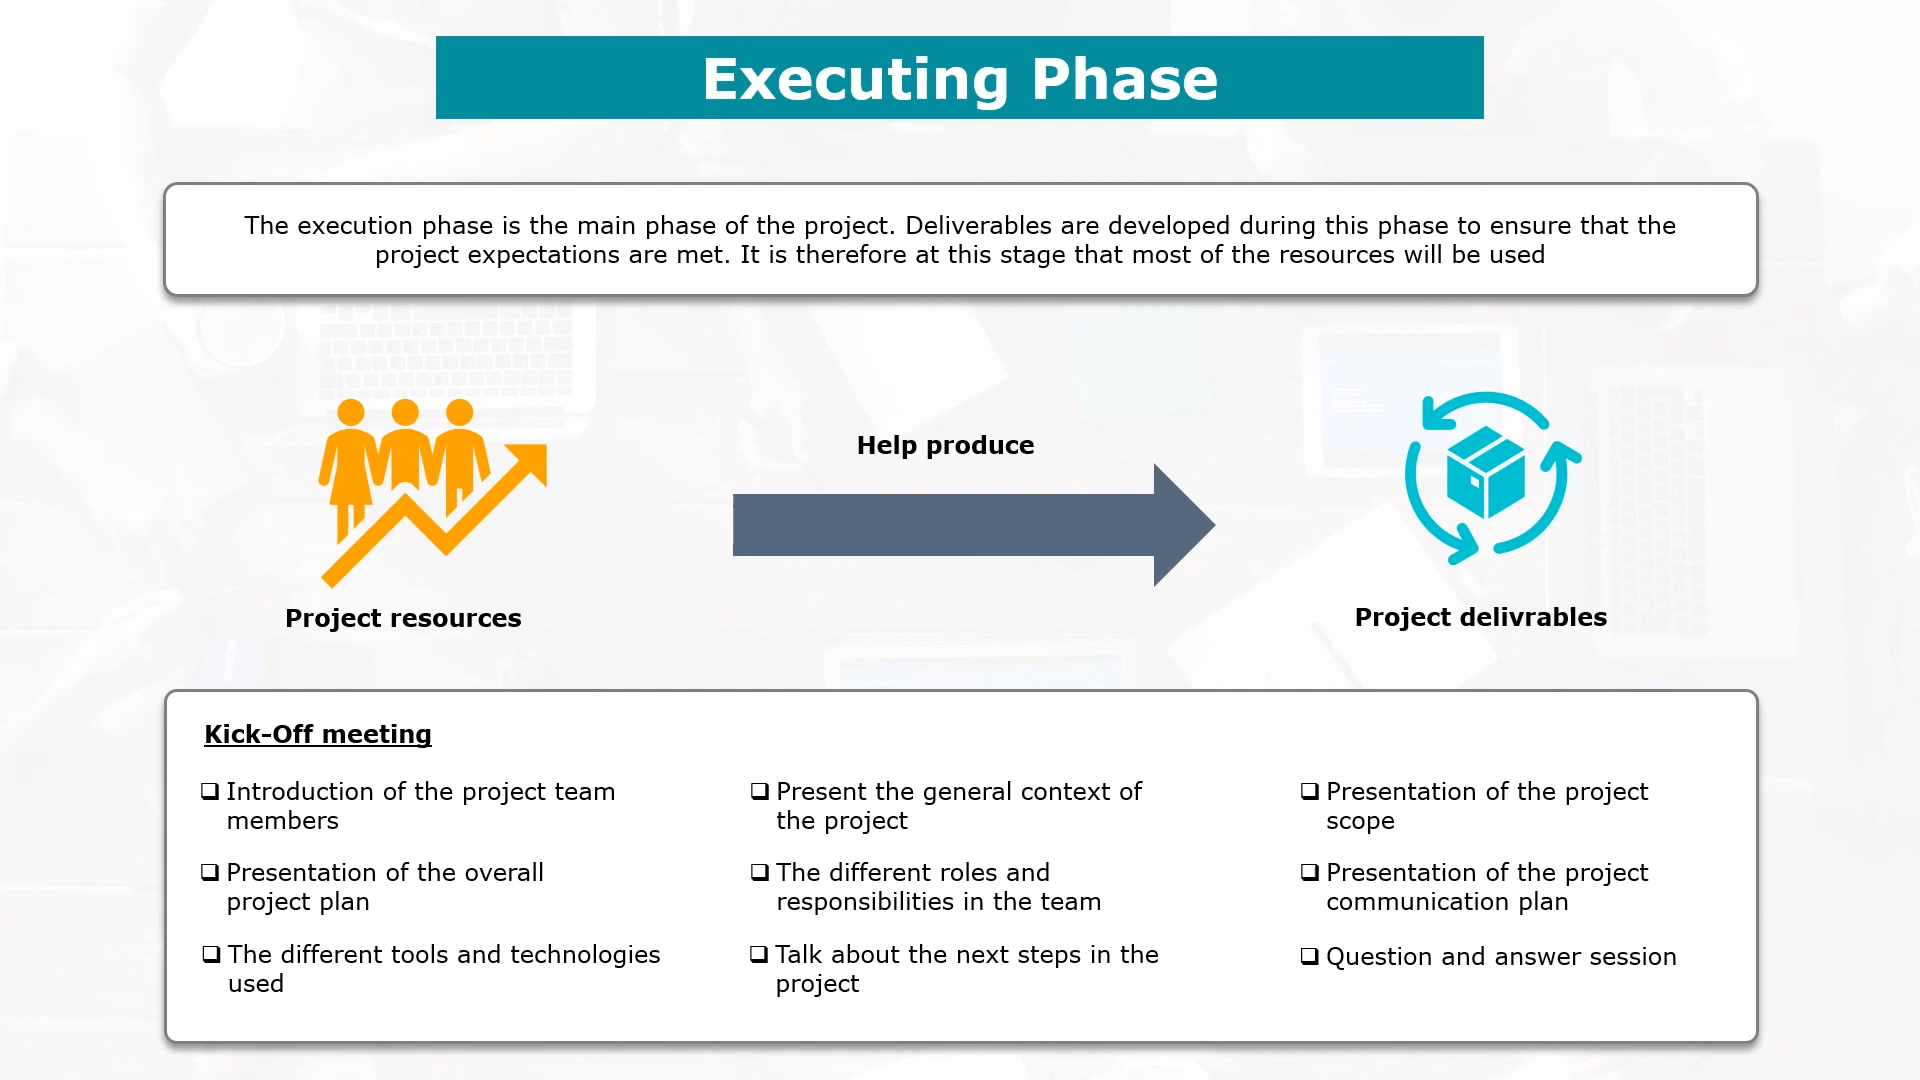 Executing Phase
The execution phase is the main phase of the project. Deliverables are developed during this phase to ensure that the
project expectations are met. It is therefore at this stage that most of the resources will be used
Help produce
Project resources
Project delivrables
Kick-Off meeting
❑ Introduction of the project team
members
❑ Presentation of the overall
project plan
❑ The different tools and technologies
used
❑ Present the general context of
the project
❑ The different roles and
responsibilities in the team
❑ Talk about the next steps in the
project
❑ Presentation of the project
scope
❑ Presentation of the project
communication plan
❑ Question and answer session